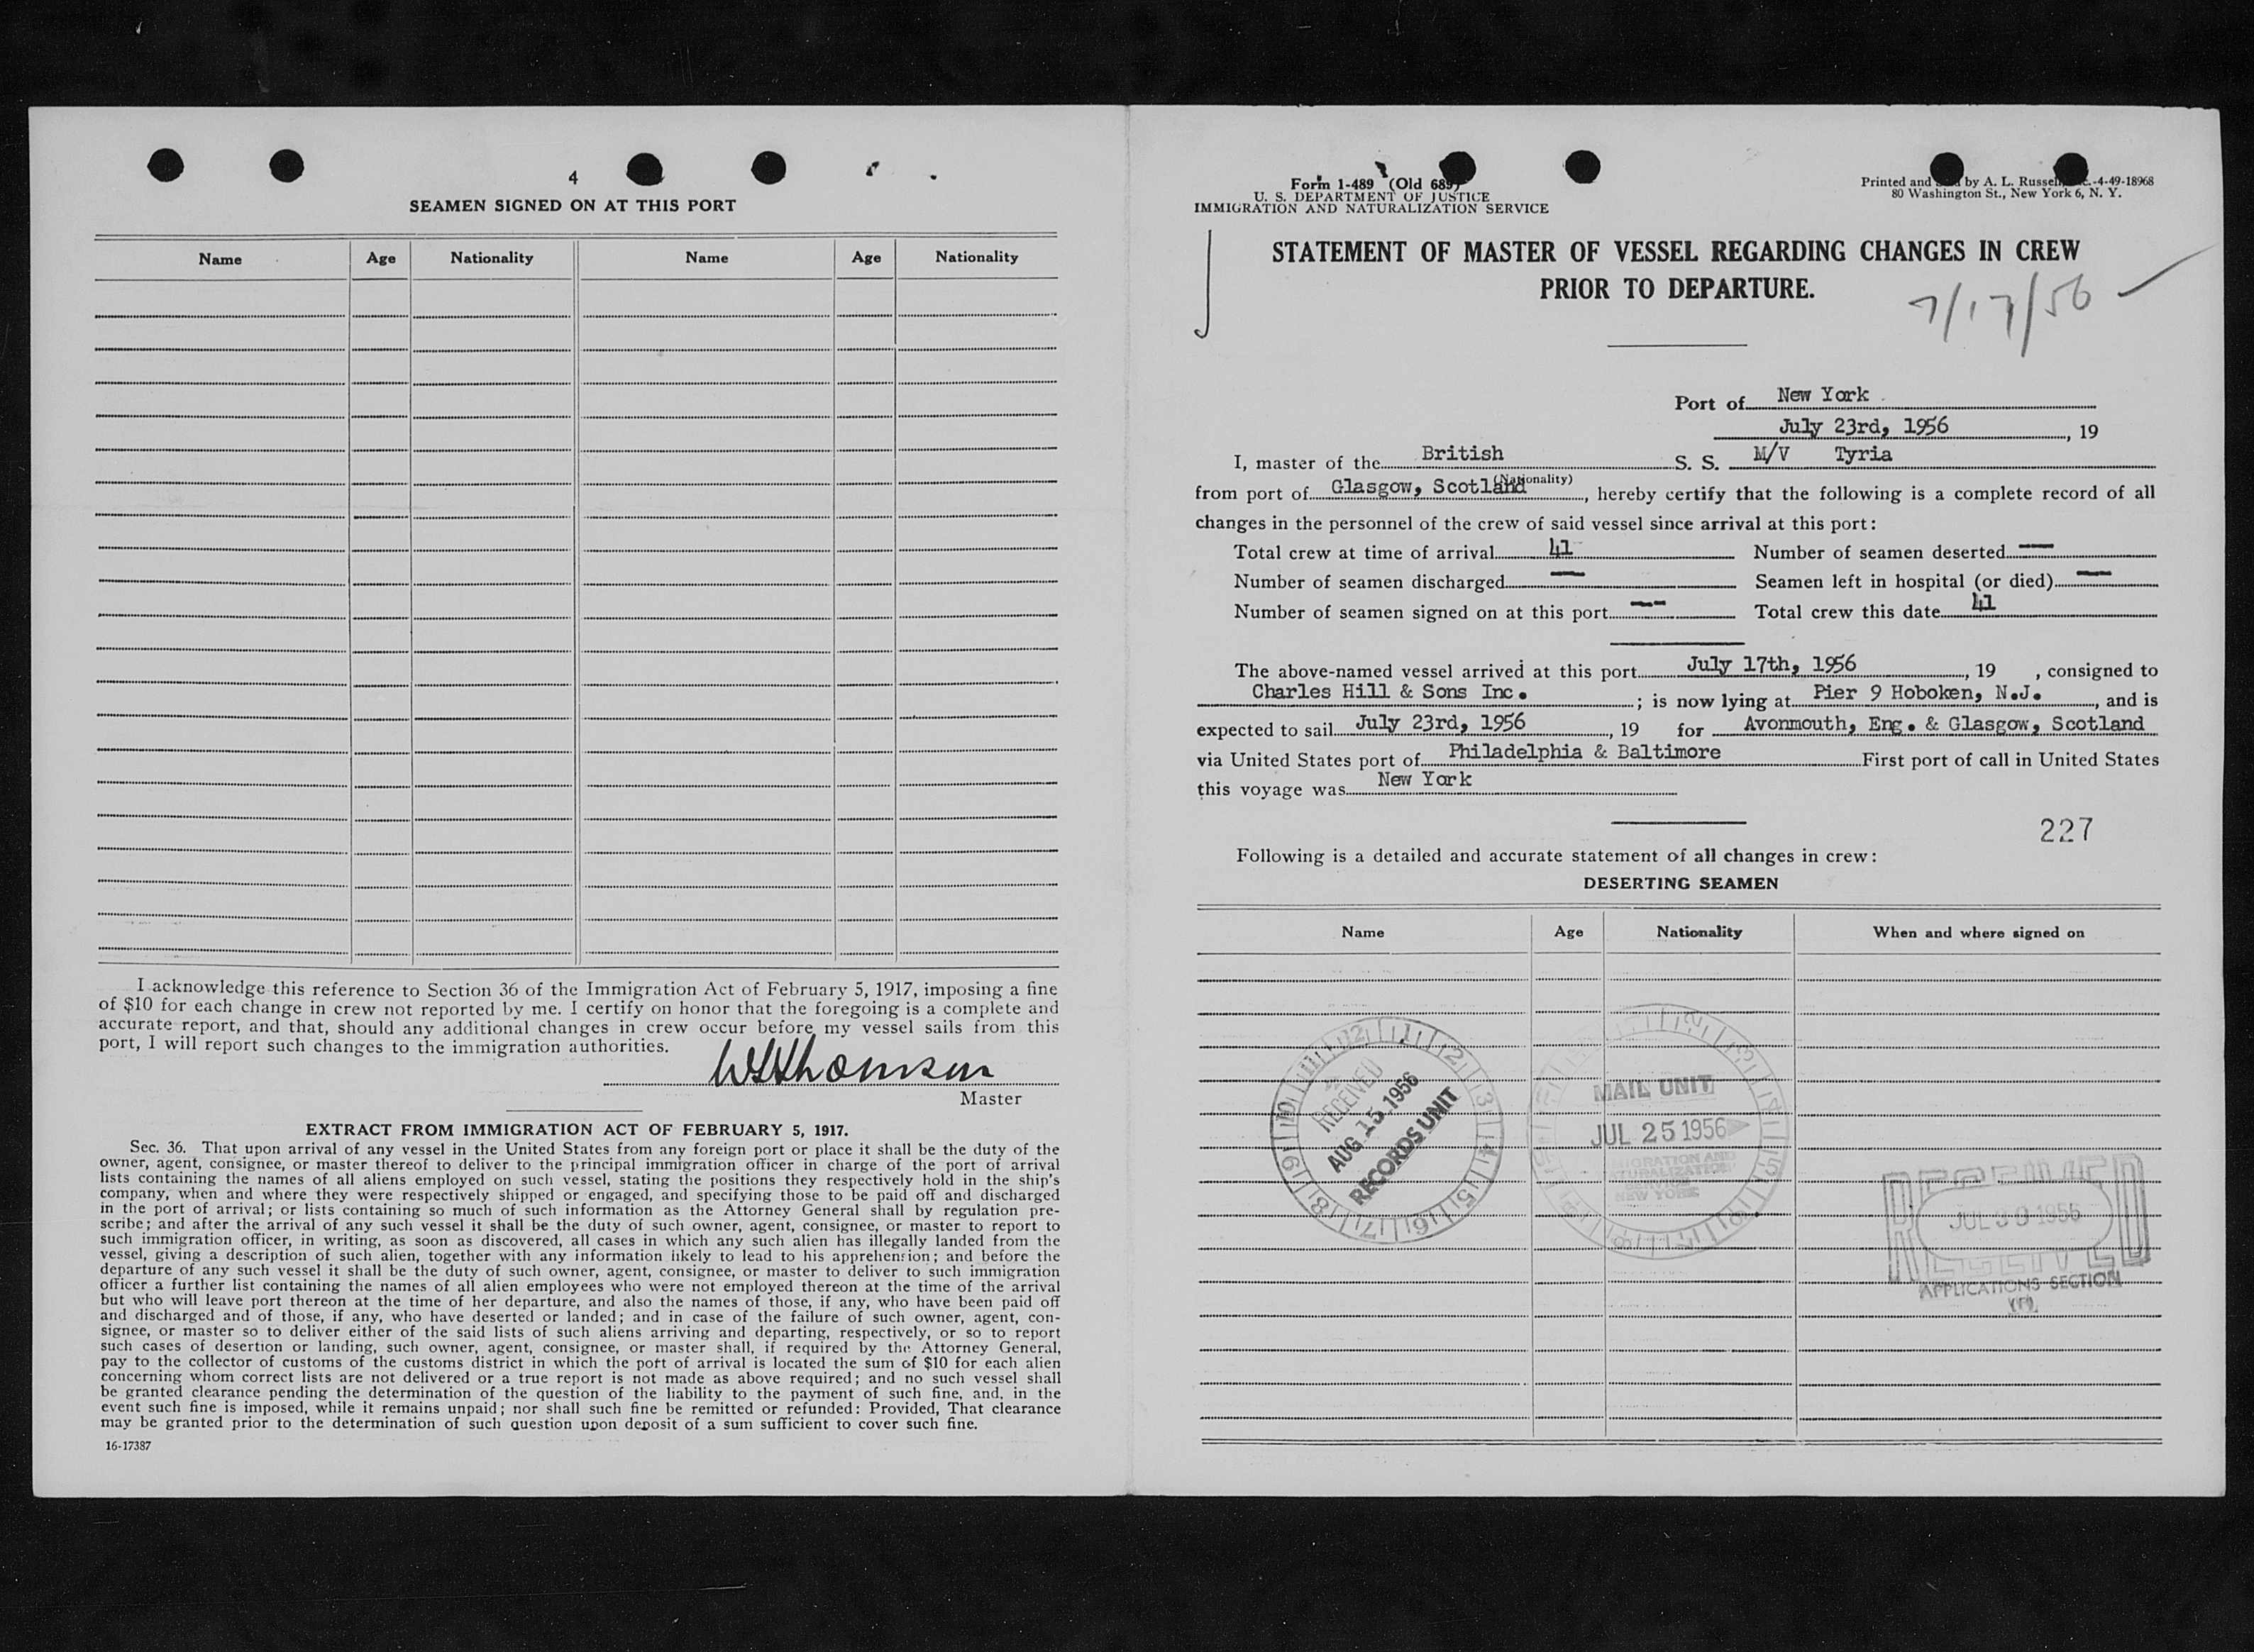 4
SEAMEN SIGNED ON AT THIS PORT
Name Age Nationality Name Age Nationality
I acknowledge this reference to Section 36 of the Immigration Act of February 5, 1917, imposing a fine
of $10 for each change in crew not reported by me. I certify on honor that the foregoing is a complete and
accurate report, and that, should any additional changes in crew occur before my vessel sails from this
port, I will report such changes to the immigration authorities.
Thomson
Master
EXTRACT FROM IMMIGRATION ACT OF FEBRUARY 5, 1917.
Sec. 36. That upon arrival of any vessel in the United States from any foreign port or place it shall be the duty of the
owner, agent, consignee, or master thereof to deliver to the principal immigration officer in charge of the port of arrival
lists containing the names of all aliens employed on such vessel, stating the positions they respectively hold in the ship's
company, when and where they were respectively shipped or engaged, and specifying those to be paid off and discharged
in the port of arrival; or lists containing so much of such information as the Attorney General shall by regulation pre-
scribe; and after the arrival of any such vessel it shall be the duty of such owner, agent, consignee, or master to report to
such immigration officer, in writing, as soon as discovered, all cases in which any such alien has illegally landed from the
vessel, giving a description of such alien, together with any information likely to lead to his apprehension; and before the
departure of any such vessel it shall be the duty of such owner, agent, consignee, or master to deliver to such immigration
officer a further list containing the names of all alien employees who were not employed thereon at the time of the arrival
but who will leave port thereon at the time of her departure, and also the names of those, if any, who have been paid off
and discharged and of those, if any, who have deserted or landed; and in case of the failure of such owner, agent, con-
signee, or master so to deliver either of the said lists of such aliens arriving and departing, respectively, or so to report
such cases of desertion or landing, such owner, agent, consignee, or master shall, if required by the Attorney General,
pay to the collector of customs of the customs district in which the port of arrival is located the sum of $10 for each alien
concerning whom correct lists are not delivered or a true report is not made as above required; and no such vessel shall
be granted clearance pending the determination of the question of the liability to the payment of such fine, and, in the
event such fine is imposed, while it remains unpaid; nor shall such fine be remitted or refunded: Provided, That clearance
may be granted prior to the determination of such question upon deposit of a sum sufficient to cover such fine.
16-17387
Form 1-489 (Old 689)
U. S. DEPARTMENT OF JUSTICE
IMMIGRATION AND NATURALIZATION SERVICE
Printed and by A. L. Russell, -4-49-18968
80 Washington St., New York 6, N. Y.
STATEMENT OF MASTER OF VESSEL REGARDING CHANGES IN CREW
PRIOR TO DEPARTURE.
7/17/56
Port of New York
July 23rd, 1956, 19
I, master of the British S. S. M/V Tyria
(Nationality)
from port of Glasgow, Scotland, hereby certify that the following is a complete record of all
changes in the personnel of the crew of said vessel since arrival at this port:
Total crew at time of arrival 41 Number of seamen deserted —
Number of seamen discharged — Seamen left in hospital (or died) —
Number of seamen signed on at this port — Total crew this date 41
The above-named vessel arrived at this port July 17th, 1956, 19 , consigned to
Charles Hill & Sons Inc. ; is now lying at Pier 9 Hoboken, N.J., and is
expected to sail July 23rd, 1956, 19 for Avonmouth, Eng. & Glasgow, Scotland
via United States port of Philadelphia & Baltimore First port of call in United States
this voyage was New York
227
Following is a detailed and accurate statement of all changes in crew:
DESERTING SEAMEN
Name Age Nationality When and where signed on
RECEIVED
AUG 15 1956
RECORDS UNIT
MAIL UNIT
JUL 25 1956
IMMIGRATION AND
NATURALIZATION
SERVICE
NEW YORK
RECEIVED
JUL 30 1956
RECEIVED
APPLICATIONS SECTION